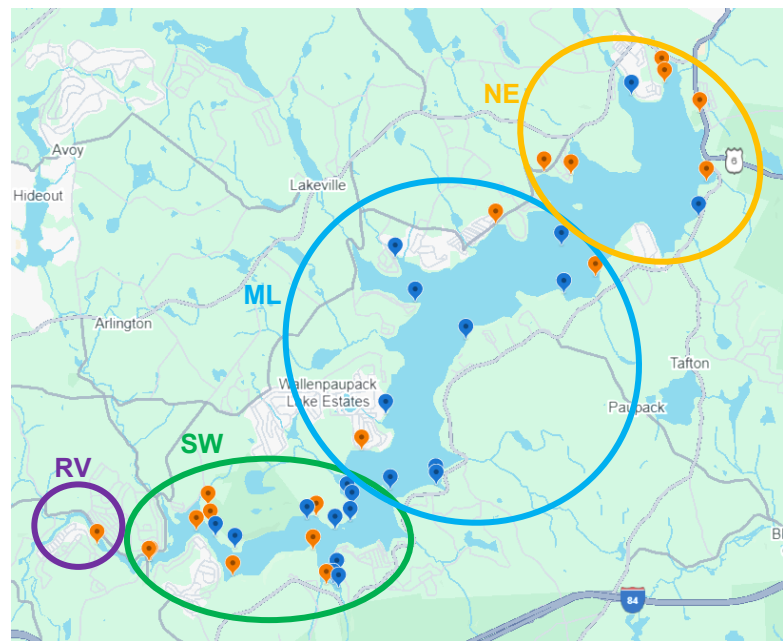 NE
6
Avoy
Hideout
Lakeville
ML
Arlington
Tafton
Wallenpaupack
Lake Estates
Paupack
SW
RV
84